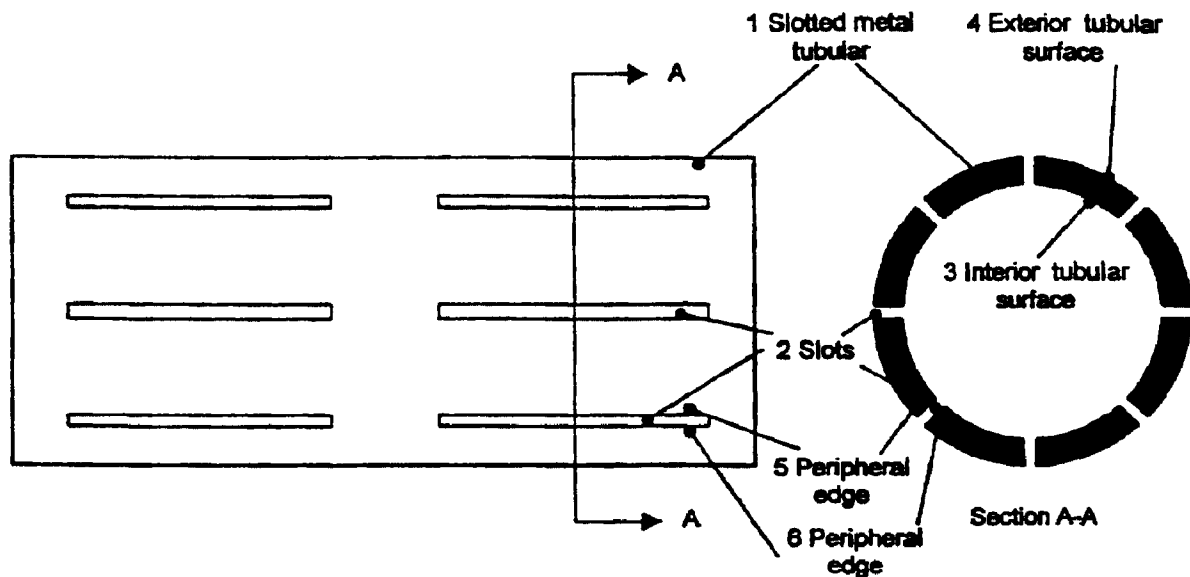 1 Slotted metal
tubular
4 Exterior tubular
surface
A
3 Interior tubular
surface
2 Slots
5 Peripheral
edge
A
6 Peripheral
edge
Section A-A